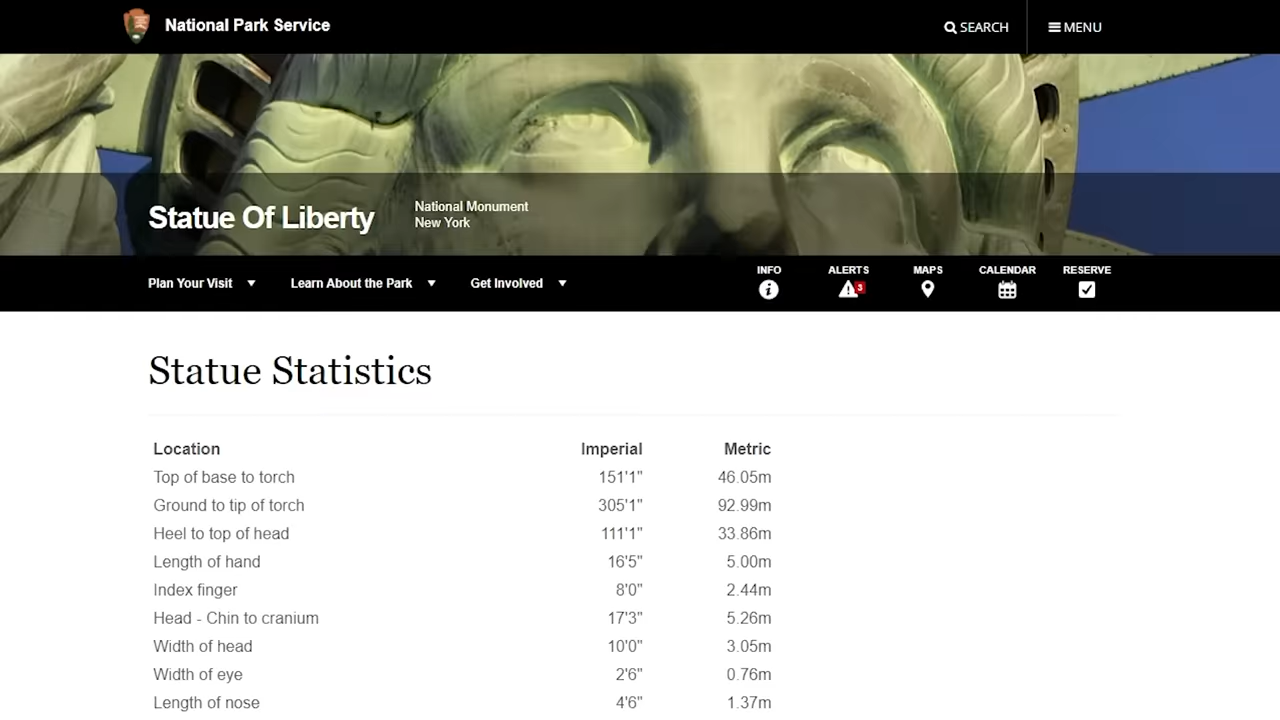 National Park Service
SEARCH
MENU
Statue Of Liberty
National Monument
New York
Plan Your Visit
Learn About the Park
Get Involved
INFO
ALERTS
3
MAPS
CALENDAR
RESERVE
Statue Statistics
Location Imperial Metric
Top of base to torch 151'1" 46.05m
Ground to tip of torch 305'1" 92.99m
Heel to top of head 111'1" 33.86m
Length of hand 16'5" 5.00m
Index finger 8'0" 2.44m
Head - Chin to cranium 17'3" 5.26m
Width of head 10'0" 3.05m
Width of eye 2'6" 0.76m
Length of nose 4'6" 1.37m